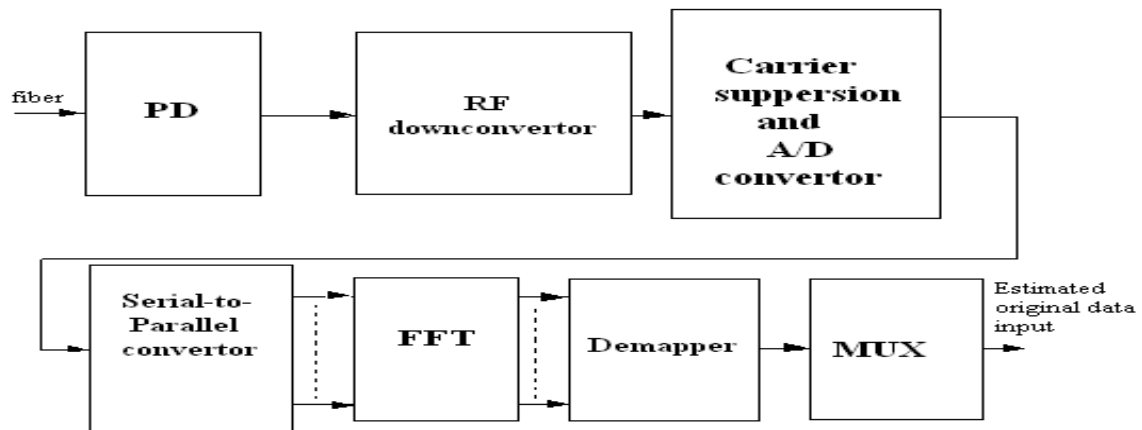 fiber
PD
RF
downconvertor
Carrier
suppersion
and
A/D
convertor
Serial-to-
Parallel
convertor
FFT
Demapper
MUX
Estimated
original data
input